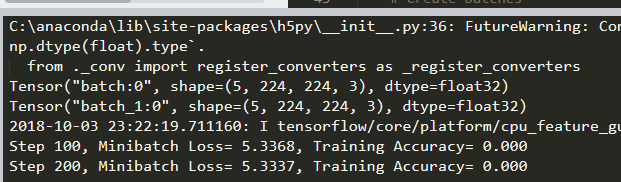 # Create batches
C:\anaconda\lib\site-packages\h5py\__init__.py:36: FutureWarning: Con
np.dtype(float).type`.
from ._conv import register_converters as _register_converters
Tensor("batch:0", shape=(5, 224, 224, 3), dtype=float32)
Tensor("batch_1:0", shape=(5, 224, 224, 3), dtype=float32)
2018-10-03 23:22:19.711160: I tensorflow/core/platform/cpu_feature_gu
Step 100, Minibatch Loss= 5.3368, Training Accuracy= 0.000
Step 200, Minibatch Loss= 5.3337, Training Accuracy= 0.000